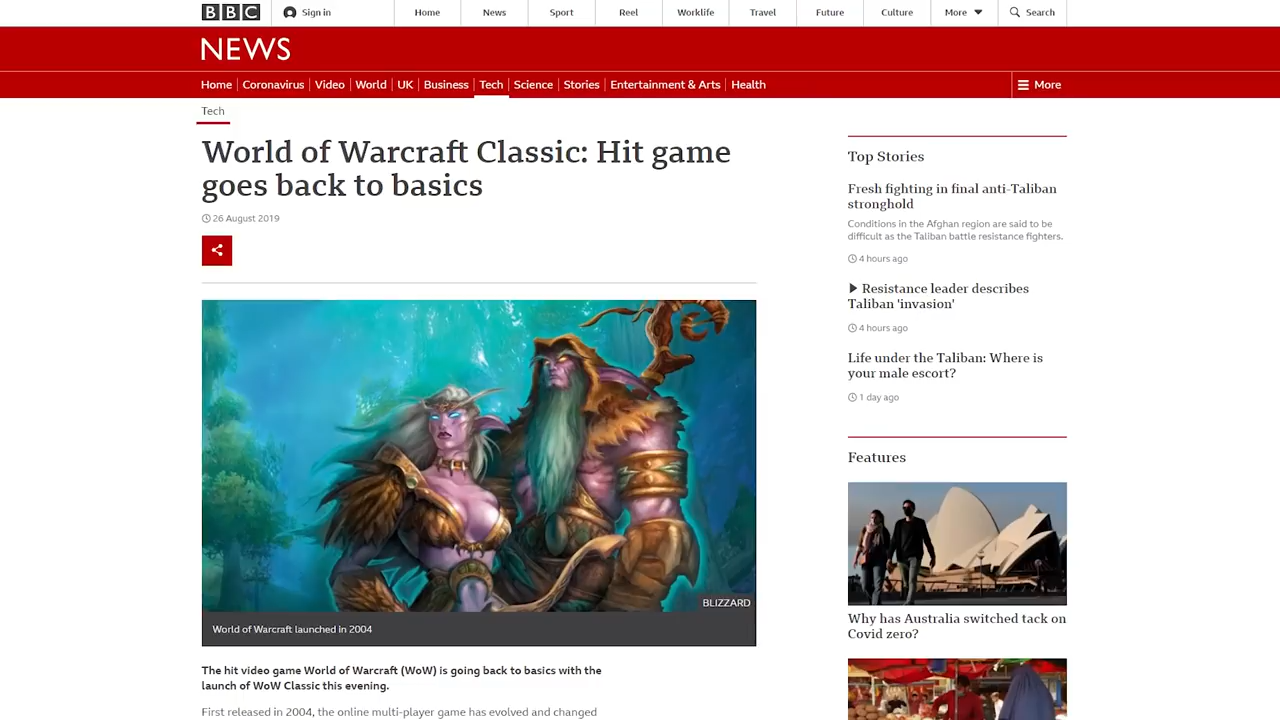 BBC Sign in Home News Sport Reel Worklife Travel Future Culture More Search
NEWS
Home Coronavirus Video World UK Business Tech Science Stories Entertainment & Arts Health More
Tech
World of Warcraft Classic: Hit game
goes back to basics
26 August 2019
BLIZZARD
World of Warcraft launched in 2004
The hit video game World of Warcraft (WoW) is going back to basics with the
launch of WoW Classic this evening.
First released in 2004, the online multi-player game has evolved and changed
Top Stories
Fresh fighting in final anti-Taliban
stronghold
Conditions in the Afghan region are said to be
difficult as the Taliban battle resistance fighters.
4 hours ago
Resistance leader describes
Taliban 'invasion'
4 hours ago
Life under the Taliban: Where is
your male escort?
1 day ago
Features
Why has Australia switched tack on
Covid zero?